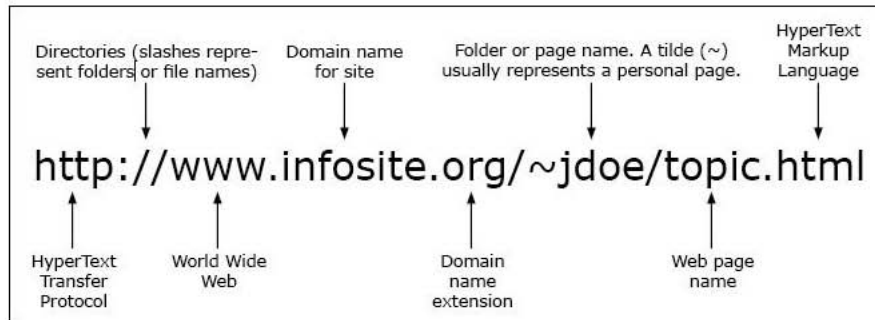 Directories (slashes repre-
sent folders or file names)
Domain name
for site
Folder or page name. A tilde (~)
usually represents a personal page.
HyperText
Markup
Language
http://www.infosite.org/~jdoe/topic.html
HyperText
Transfer
Protocol
World Wide
Web
Domain
name
extension
Web page
name